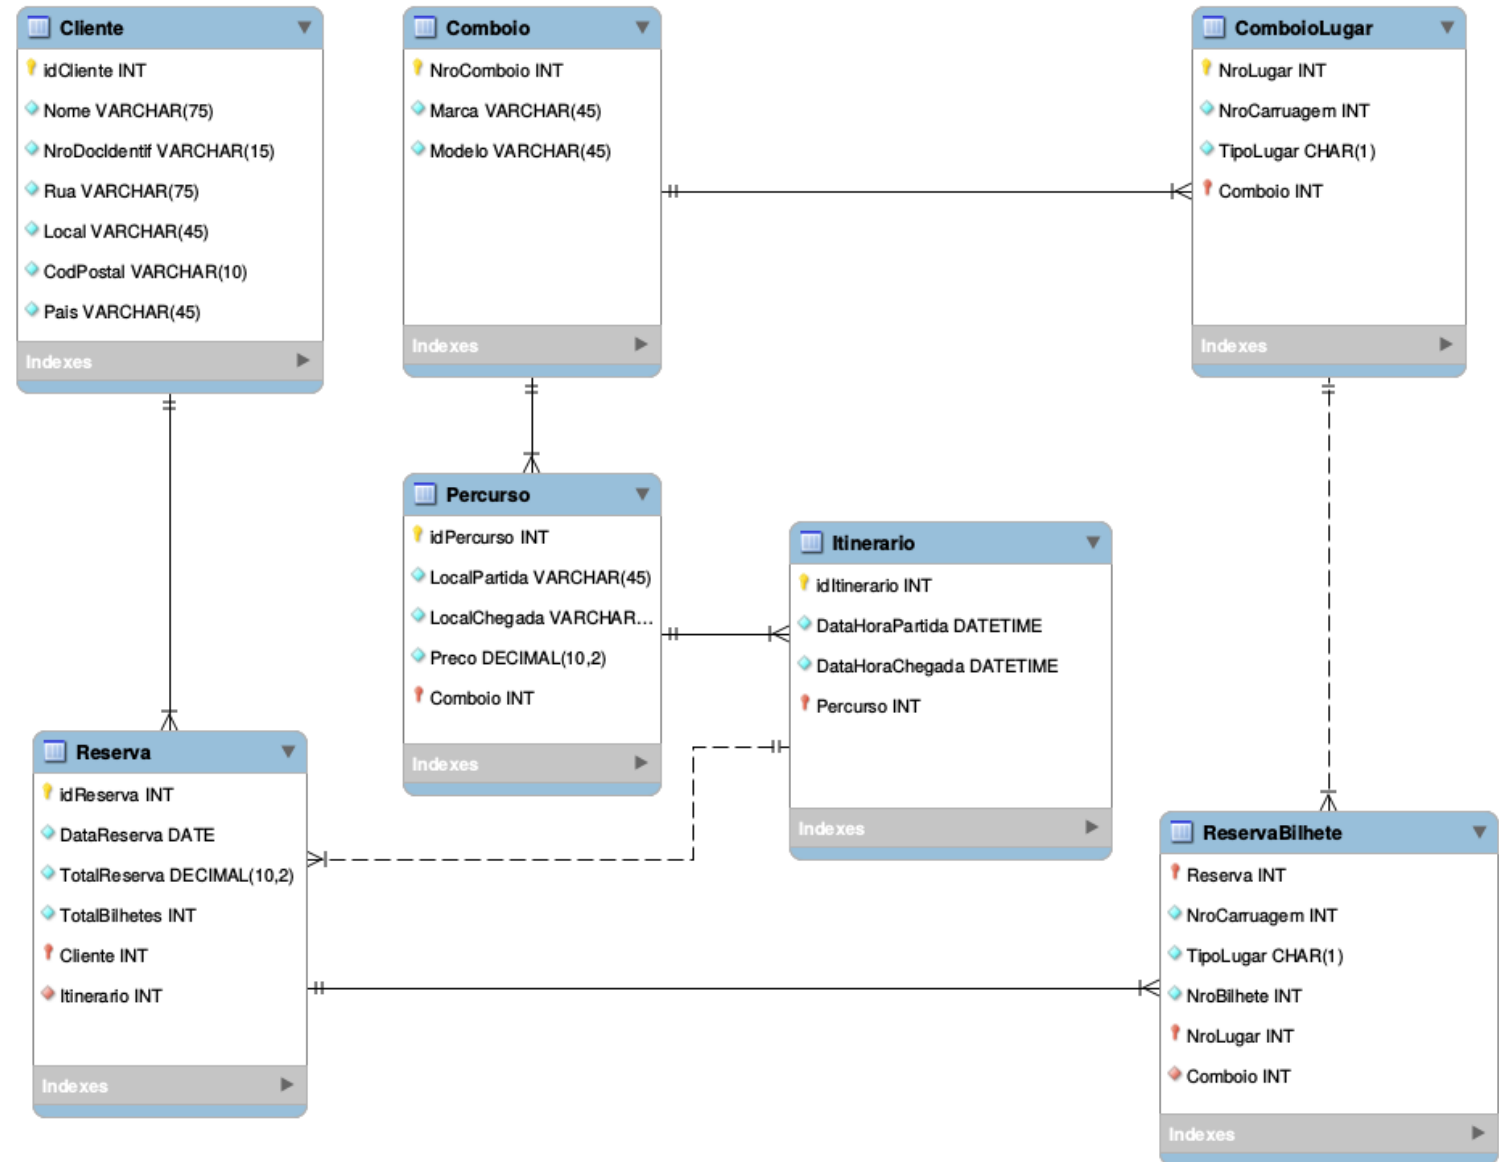 Cliente
idCliente INT
Nome VARCHAR(75)
NroDocIdentif VARCHAR(15)
Rua VARCHAR(75)
Local VARCHAR(45)
CodPostal VARCHAR(10)
Pais VARCHAR(45)
Indexes
Comboio
NroComboio INT
Marca VARCHAR(45)
Modelo VARCHAR(45)
Indexes
ComboioLugar
NroLugar INT
NroCarruagem INT
TipoLugar CHAR(1)
Comboio INT
Indexes
Percurso
idPercurso INT
LocalPartida VARCHAR(45)
LocalChegada VARCHAR...
Preco DECIMAL(10,2)
Comboio INT
Indexes
Itinerario
idItinerario INT
DataHoraPartida DATETIME
DataHoraChegada DATETIME
Percurso INT
Indexes
Reserva
idReserva INT
DataReserva DATE
TotalReserva DECIMAL(10,2)
TotalBilhetes INT
Cliente INT
Itinerario INT
Indexes
ReservaBilhete
Reserva INT
NroCarruagem INT
TipoLugar CHAR(1)
NroBilhete INT
NroLugar INT
Comboio INT
Indexes